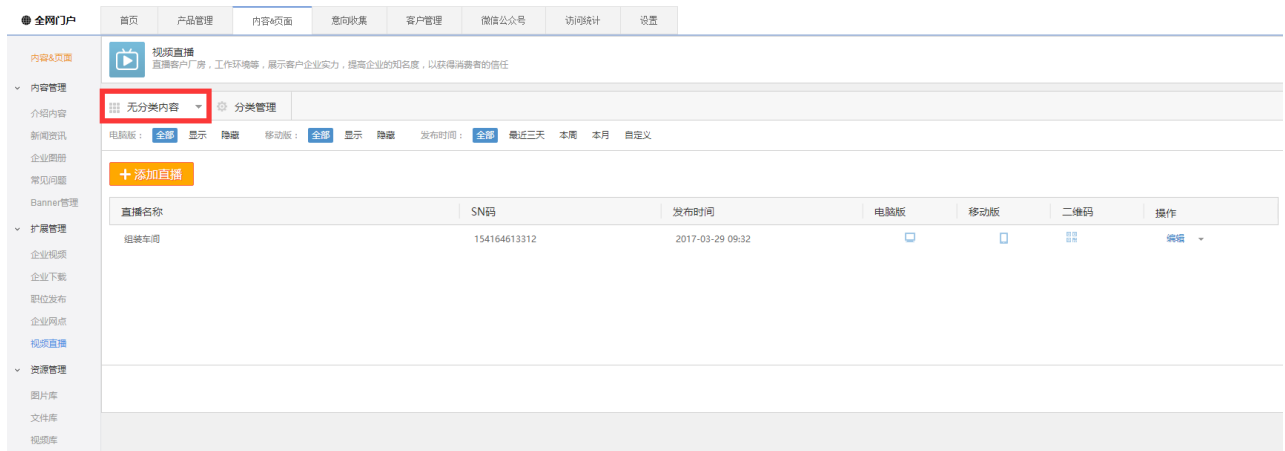 全网门户 首页 产品管理 内容&页面 意向收集 客户管理 微信公众号 访问统计 设置
内容&页面
内容管理
介绍内容
新闻资讯
企业图册
常见问题
Banner管理
扩展管理
企业视频
企业下载
职位发布
企业网点
视频直播
资源管理
图片库
文件库
视频库
视频直播
直播客户厂房，工作环境等，展示客户企业实力，提高企业的知名度，以获得消费者的信任
无分类内容 分类管理
电脑版： 全部 显示 隐藏 移动版： 全部 显示 隐藏 发布时间： 全部 最近三天 本周 本月 自定义
添加直播
直播名称 SN码 发布时间 电脑版 移动版 二维码 操作
组装车间 154164613312 2017-03-29 09:32 编辑